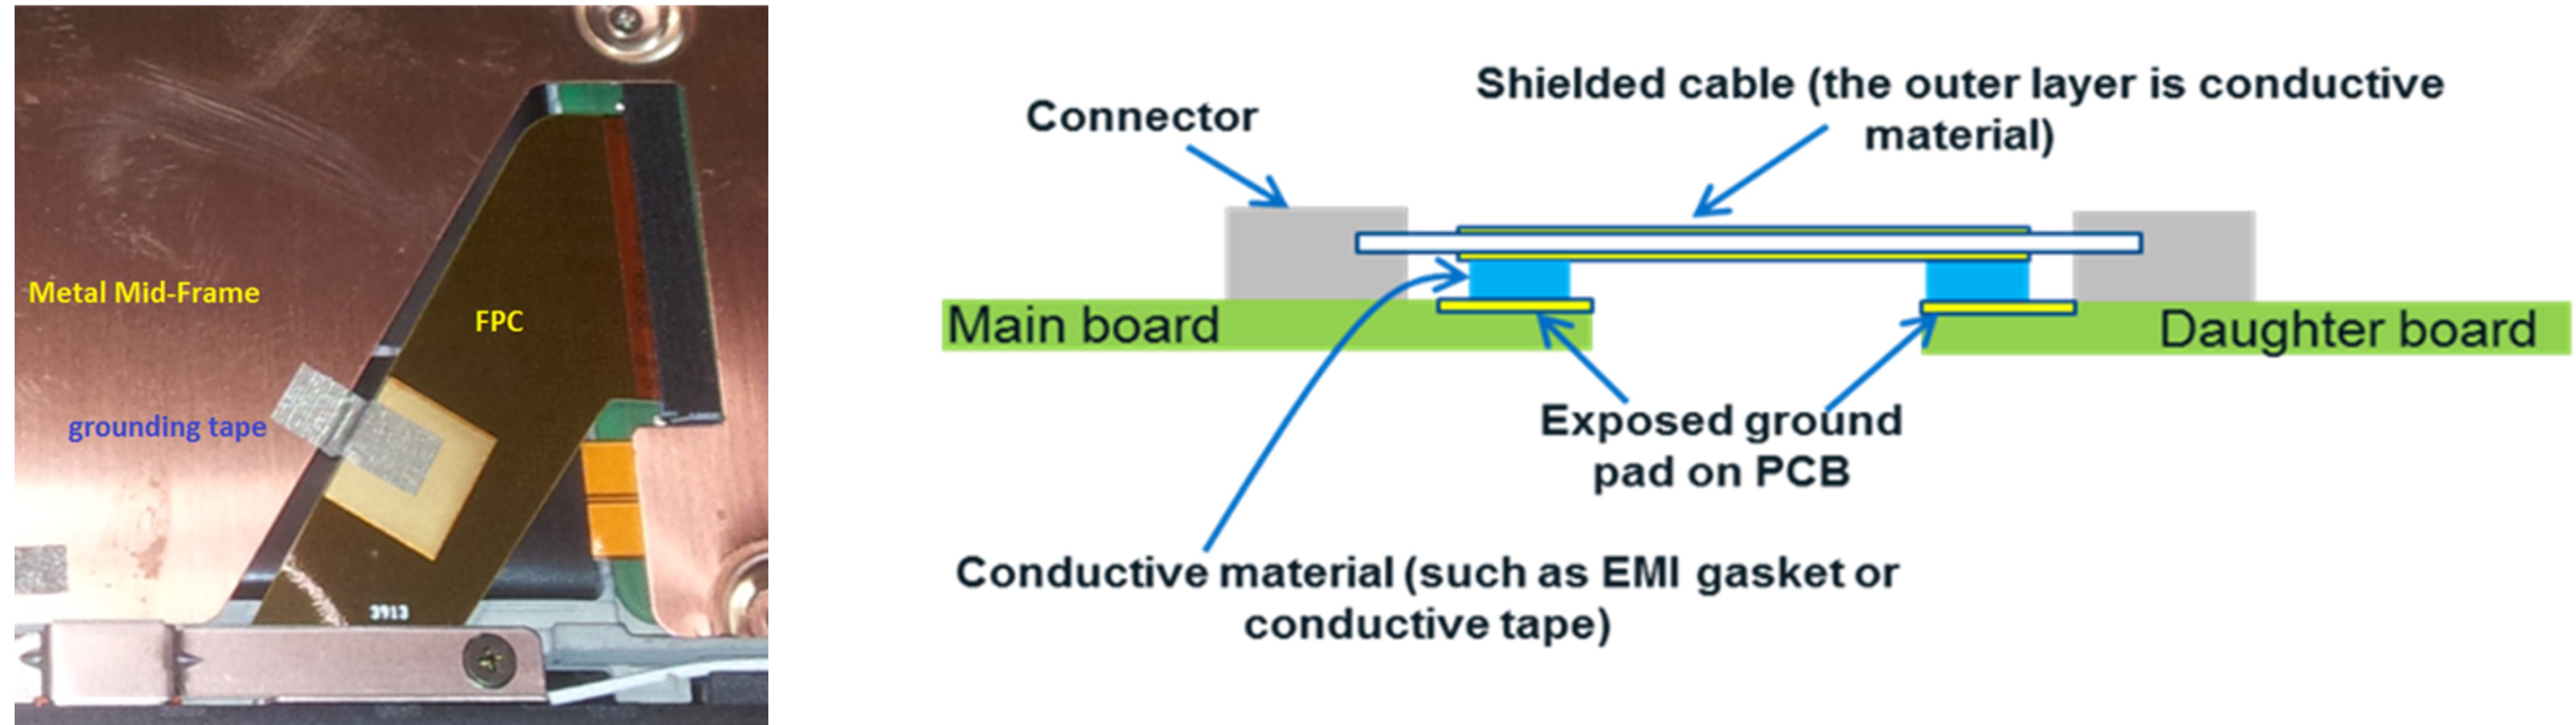 Metal Mid-Frame
FPC
grounding tape
3913
Connector
Shielded cable (the outer layer is conductive
material)
Main board
Daughter board
Exposed ground
pad on PCB
Conductive material (such as EMI gasket or
conductive tape)